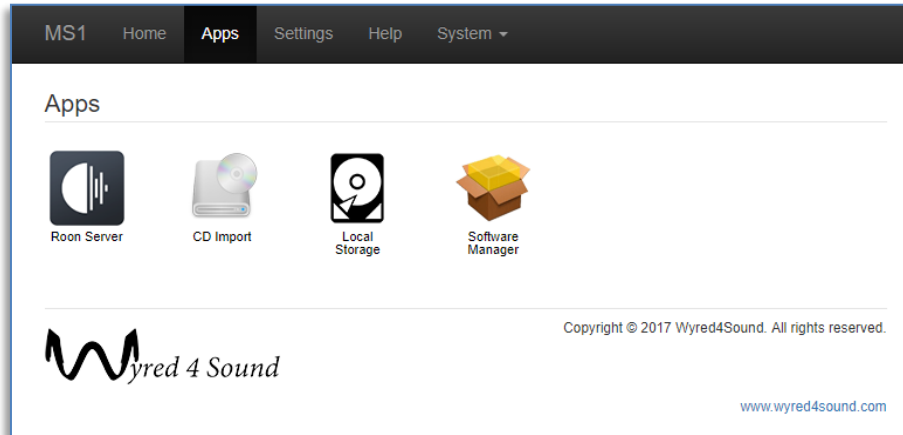 MS1 Home Apps Settings Help System
Apps
Roon Server CD Import Local Storage Software Manager
Copyright © 2017 Wyred4Sound. All rights reserved.
Wyred 4 Sound
www.wyred4sound.com